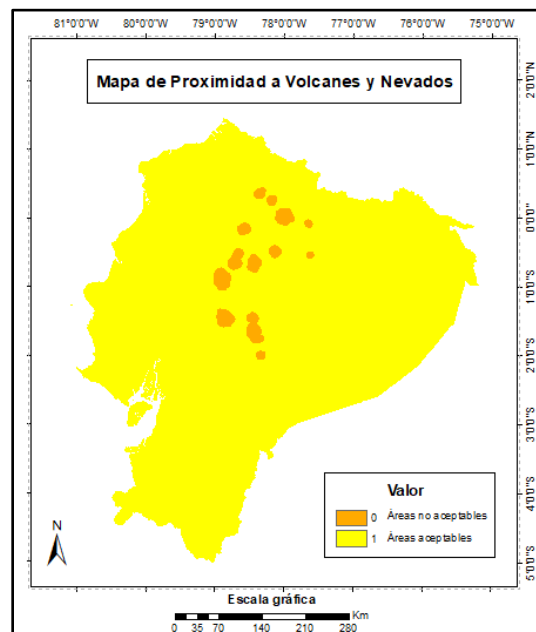 81°0'0"W 80°0'0"W 79°0'0"W 78°0'0"W 77°0'0"W 76°0'0"W 75°0'0"W
Mapa de Proximidad a Volcanes y Nevados
2°0'0"N
1°0'0"N
0°0'0"
1°0'0"S
2°0'0"S
3°0'0"S
4°0'0"S
5°0'0"S
Valor
0 Áreas no aceptables
1 Áreas aceptables
N
Escala gráfica
Km
0 35 70 140 210 280